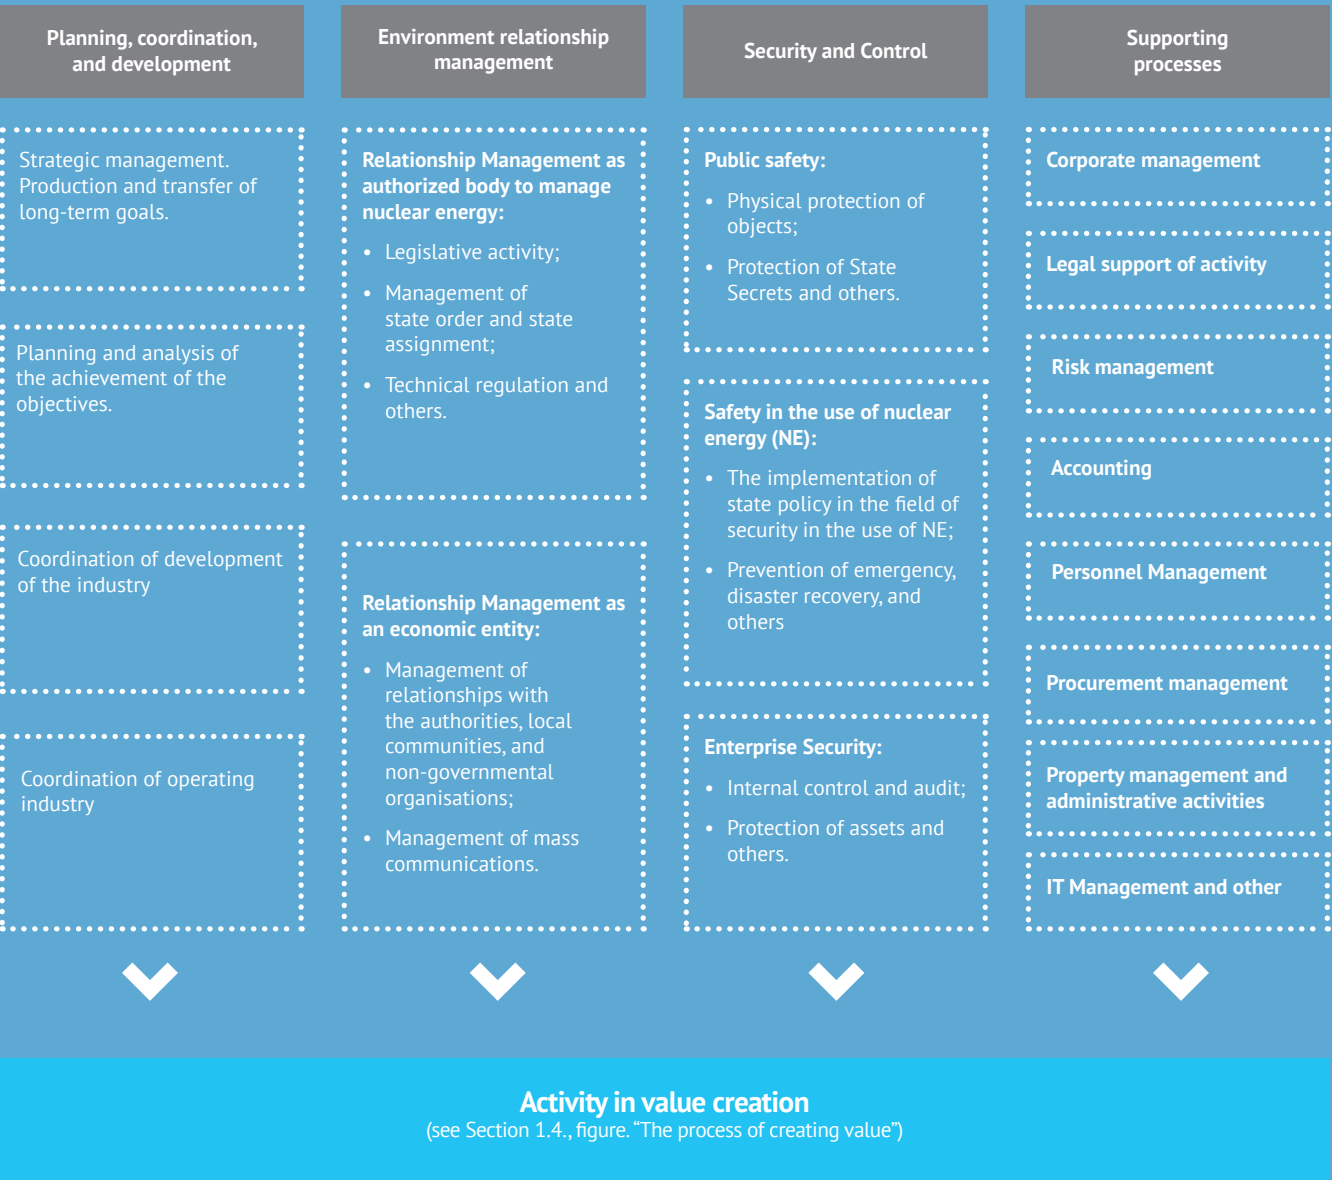 Planning, coordination,
and development
Strategic management.
Production and transfer of
long-term goals.
Planning and analysis of
the achievement of the
objectives.
Coordination of development
of the industry
Coordination of operating
industry
Environment relationship
management
Relationship Management as
authorized body to manage
nuclear energy:
• Legislative activity;
• Management of
state order and state
assignment;
• Technical regulation and
others.
Relationship Management as
an economic entity:
• Management of
relationships with
the authorities, local
communities, and
non-governmental
organisations;
• Management of mass
communications.
Security and Control
Public safety:
• Physical protection of
objects;
• Protection of State
Secrets and others.
Safety in the use of nuclear
energy (NE):
• The implementation of
state policy in the field of
security in the use of NE;
• Prevention of emergency,
disaster recovery, and
others
Enterprise Security:
• Internal control and audit;
• Protection of assets and
others.
Supporting
processes
Corporate management
Legal support of activity
Risk management
Accounting
Personnel Management
Procurement management
Property management and
administrative activities
IT Management and other
Activity in value creation
(see Section 1.4., figure. “The process of creating value”)